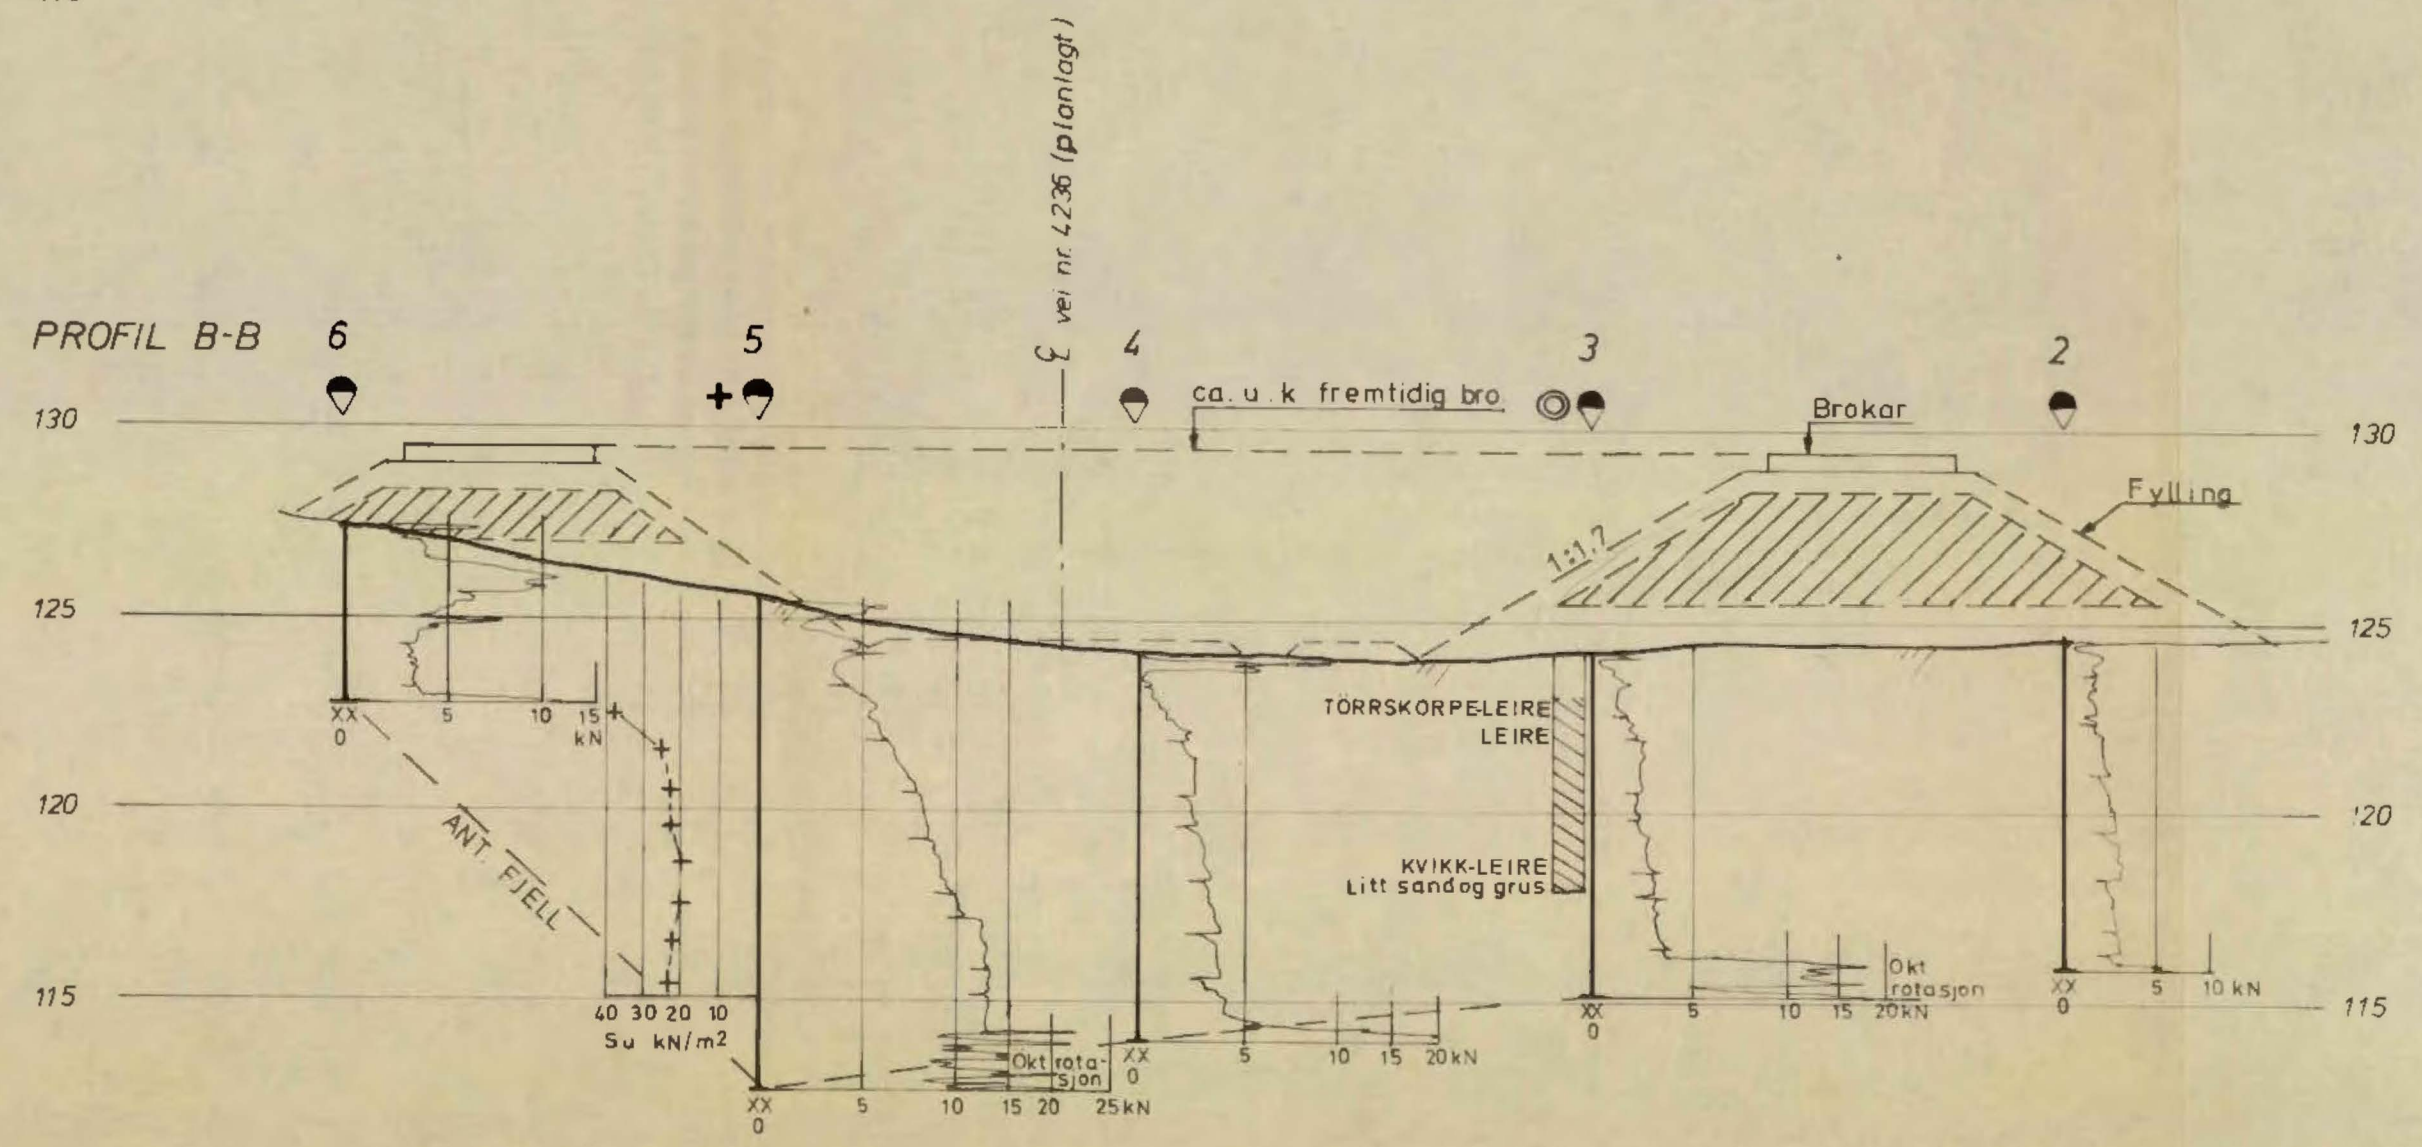 vei nr. 4236 (planlagt)
PROFIL B-B
6
5
4
3
2
ca. u.k fremtidig bro
Brokar
130
130
Fylling
1:1.?
125
125
TÖRRSKORPE-LEIRE
LEIRE
XX
0
5
10
15
kN
120
120
ANT. FJELL
KVIKK-LEIRE
Litt sand og grus
115
115
40 30 20 10
Su kN/m2
Økt rota-
sjon
XX
0
5
10
15
20
25kN
XX
0
5
10
15
20kN
Økt
rotasjon
XX
0
5
10
15
20kN
XX
0
5
10 kN